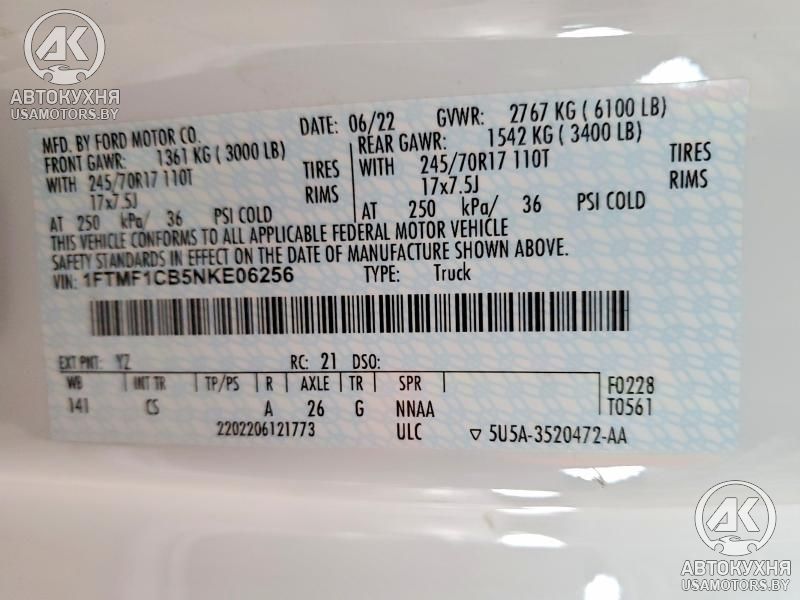 AK
АВТОКУХНЯ
USAMOTORS.BY
MFD. BY FORD MOTOR CO.
DATE: 06/22
GVWR: 2767 KG ( 6100 LB)
FRONT GAWR: 1361 KG ( 3000 LB)
WITH 245/70R17 110T TIRES
17x7.5J RIMS
AT 250 kPa/ 36 PSI COLD
REAR GAWR: 1542 KG ( 3400 LB)
WITH 245/70R17 110T TIRES
17x7.5J RIMS
AT 250 kPa/ 36 PSI COLD
THIS VEHICLE CONFORMS TO ALL APPLICABLE FEDERAL MOTOR VEHICLE
SAFETY STANDARDS IN EFFECT ON THE DATE OF MANUFACTURE SHOWN ABOVE.
VIN: 1FTMF1CB5NKE06256 TYPE: Truck
EXT PNT: YZ RC: 21 DSO:
WB INT TR TP/PS R AXLE TR SPR F0228
141 CS A 26 G NNAA T0561
2202206121773 ULC ▽ 5U5A-3520472-AA
AK
АВТОКУХНЯ
USAMOTORS.BY